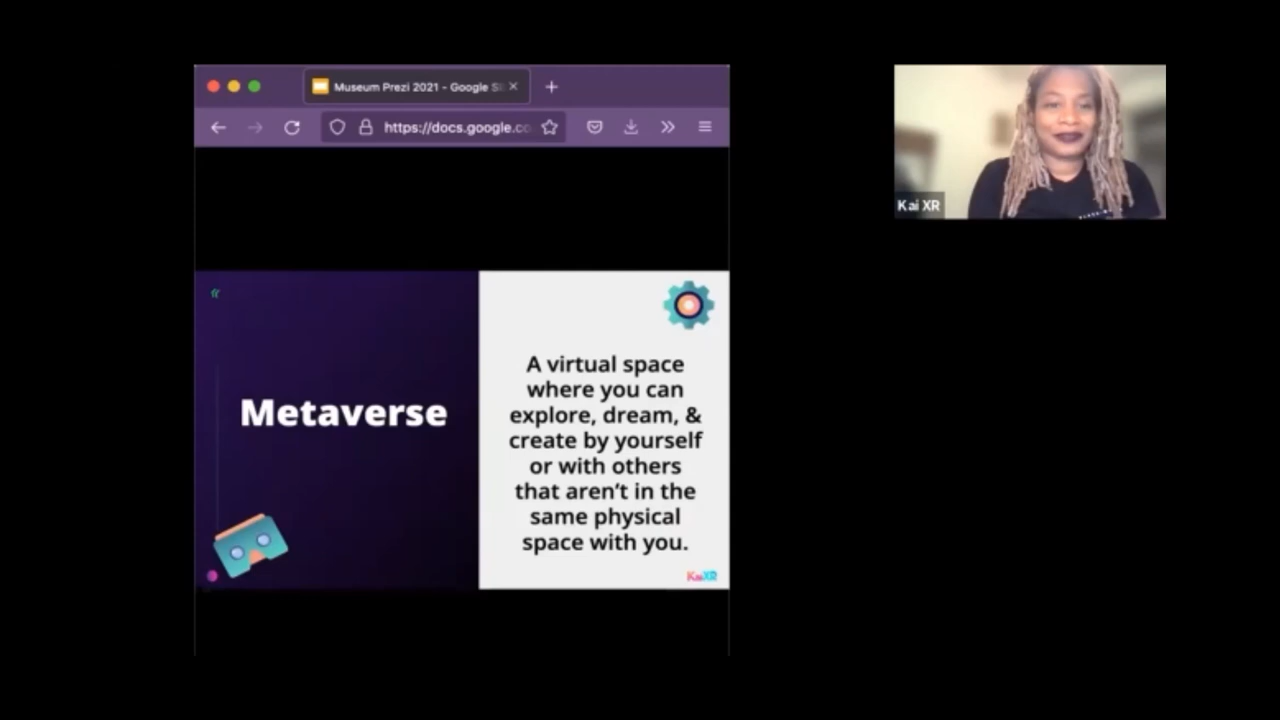 Museum Prezi 2021 - Google Sl
https://docs.google.co
Kai XR
Metaverse
A virtual space
where you can
explore, dream, &
create by yourself
or with others
that aren't in the
same physical
space with you.
KaiXR